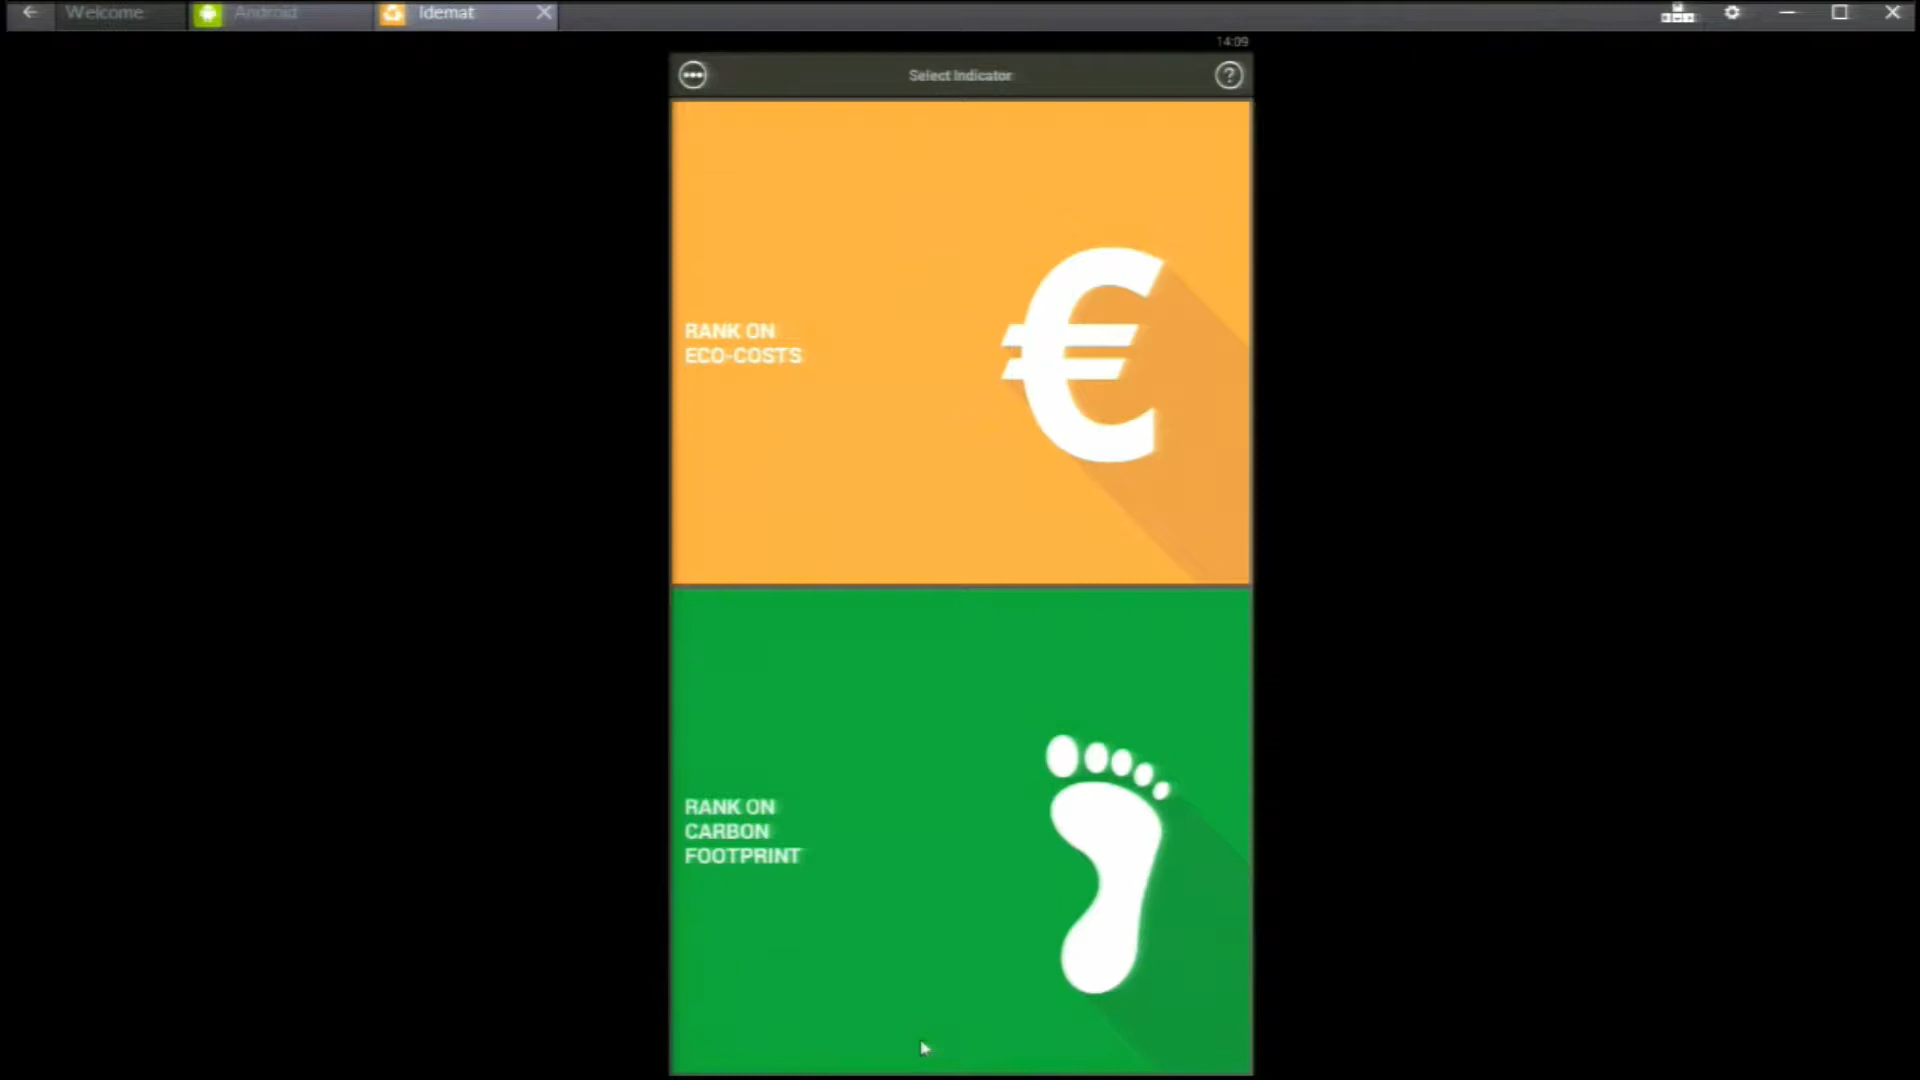 Welcome
Android
Idemat
14:09
Select Indicator
?
RANK ON
ECO-COSTS
€
RANK ON
CARBON
FOOTPRINT